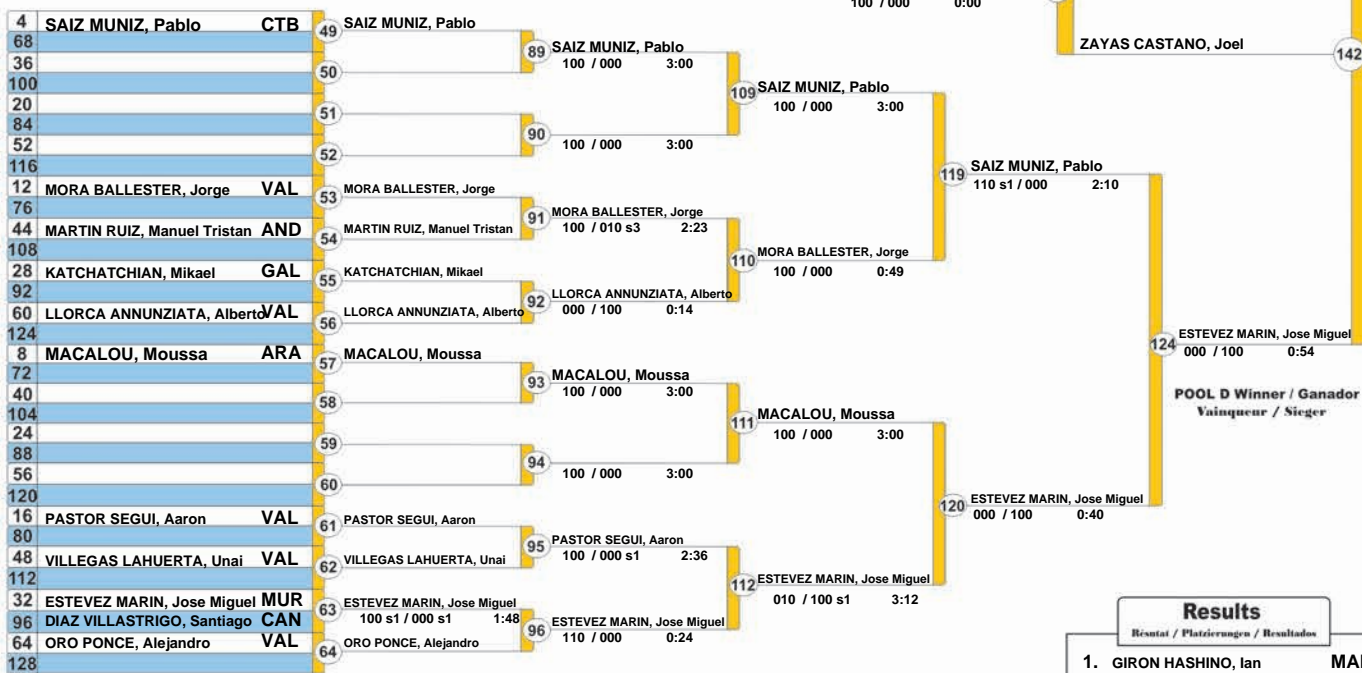 100 / 000 0:00
ZAYAS CASTANO, Joel
142
4 SAIZ MUNIZ, Pablo CTB
68
36
100
20
84
52
116
12 MORA BALLESTER, Jorge VAL
76
44 MARTIN RUIZ, Manuel Tristan AND
108
28 KATCHATCHIAN, Mikael GAL
92
60 LLORCA ANNUNZIATA, Alberto VAL
124
8 MACALOU, Moussa ARA
72
40
104
24
88
56
120
16 PASTOR SEGUI, Aaron VAL
80
48 VILLEGAS LAHUERTA, Unai VAL
112
32 ESTEVEZ MARIN, Jose Miguel MUR
96 DIAZ VILLASTRIGO, Santiago CAN
64 ORO PONCE, Alejandro VAL
128
49 SAIZ MUNIZ, Pablo
50
51
52
53 MORA BALLESTER, Jorge
54 MARTIN RUIZ, Manuel Tristan
55 KATCHATCHIAN, Mikael
56 LLORCA ANNUNZIATA, Alberto
57 MACALOU, Moussa
58
59
60
61 PASTOR SEGUI, Aaron
62 VILLEGAS LAHUERTA, Unai
63 ESTEVEZ MARIN, Jose Miguel
100 s1 / 000 s1 1:48
64 ORO PONCE, Alejandro
89 SAIZ MUNIZ, Pablo
100 / 000 3:00
90
100 / 000 3:00
91 MORA BALLESTER, Jorge
100 / 010 s3 2:23
92 LLORCA ANNUNZIATA, Alberto
000 / 100 0:14
93 MACALOU, Moussa
100 / 000 3:00
94
100 / 000 3:00
95 PASTOR SEGUI, Aaron
100 / 000 s1 2:36
96 ESTEVEZ MARIN, Jose Miguel
110 / 000 0:24
109 SAIZ MUNIZ, Pablo
100 / 000 3:00
110 MORA BALLESTER, Jorge
100 / 000 0:49
111 MACALOU, Moussa
100 / 000 3:00
112 ESTEVEZ MARIN, Jose Miguel
010 / 100 s1 3:12
119 SAIZ MUNIZ, Pablo
110 s1 / 000 2:10
120 ESTEVEZ MARIN, Jose Miguel
000 / 100 0:40
124 ESTEVEZ MARIN, Jose Miguel
000 / 100 0:54
POOL D Winner / Ganador
Vainqueur / Sieger
Results
Résutat / Platzierungen / Resultados
1. GIRON HASHINO, Ian